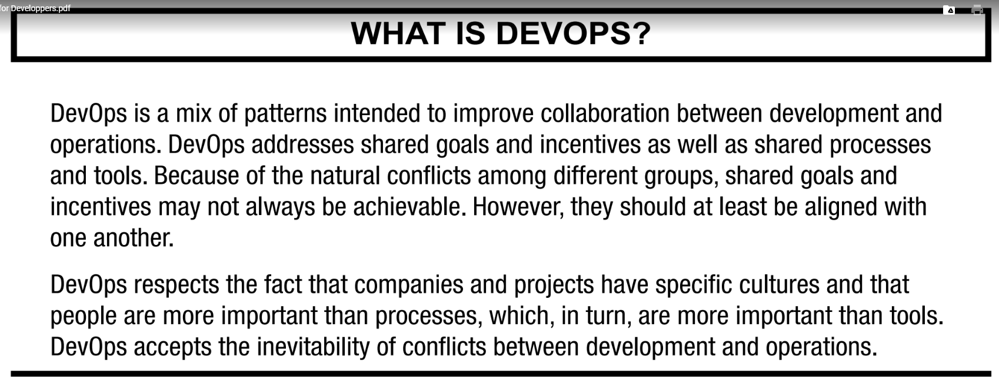 for Developpers.pdf
WHAT IS DEVOPS?
DevOps is a mix of patterns intended to improve collaboration between development and
operations. DevOps addresses shared goals and incentives as well as shared processes
and tools. Because of the natural conflicts among different groups, shared goals and
incentives may not always be achievable. However, they should at least be aligned with
one another.
DevOps respects the fact that companies and projects have specific cultures and that
people are more important than processes, which, in turn, are more important than tools.
DevOps accepts the inevitability of conflicts between development and operations.